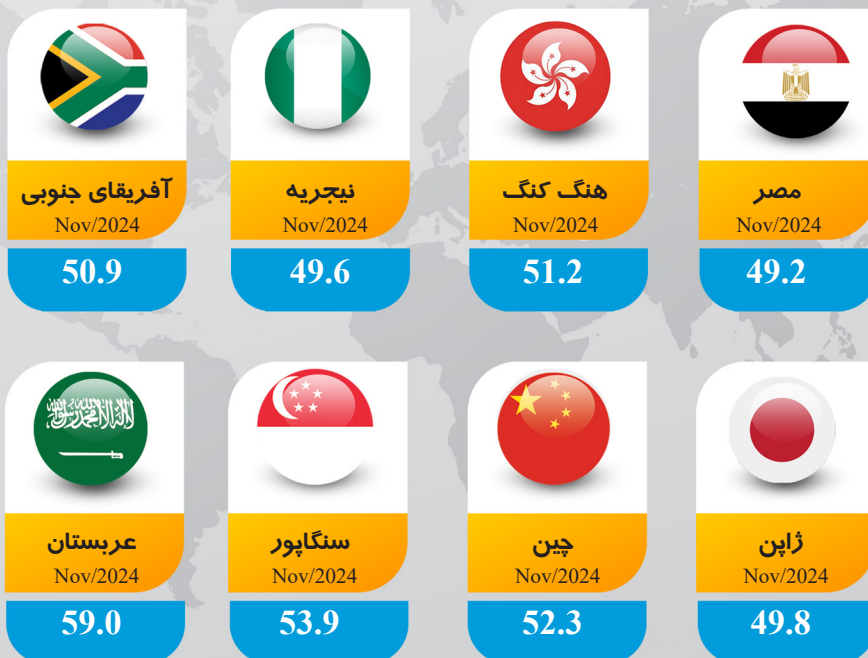 مصر
Nov/2024
49.2
هنگ کنگ
Nov/2024
51.2
نیجریه
Nov/2024
49.6
آفریقای جنوبی
Nov/2024
50.9
ژاپن
Nov/2024
49.8
چین
Nov/2024
52.3
سنگاپور
Nov/2024
53.9
عربستان
Nov/2024
59.0